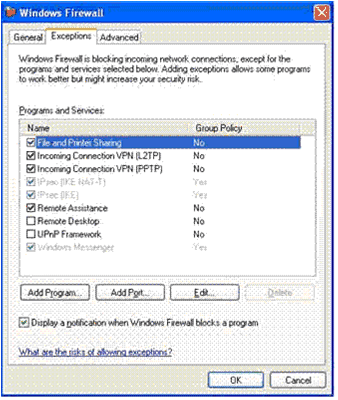 Windows Firewall
General Exceptions Advanced
Windows Firewall is blocking incoming network connections, except for the
programs and services selected below. Adding exceptions allows some programs
to work better but might increase your security risk.
Programs and Services:
Name Group Policy
File and Printer Sharing No
Incoming Connection VPN (L2TP) No
Incoming Connection VPN (PPTP) No
IPsec (IKE NAT-T) Yes
IPsec (IKE) Yes
Remote Assistance No
Remote Desktop No
UPnP Framework No
Windows Messenger Yes
Add Program... Add Port... Edit... Delete
Display a notification when Windows Firewall blocks a program
What are the risks of allowing exceptions?
OK Cancel